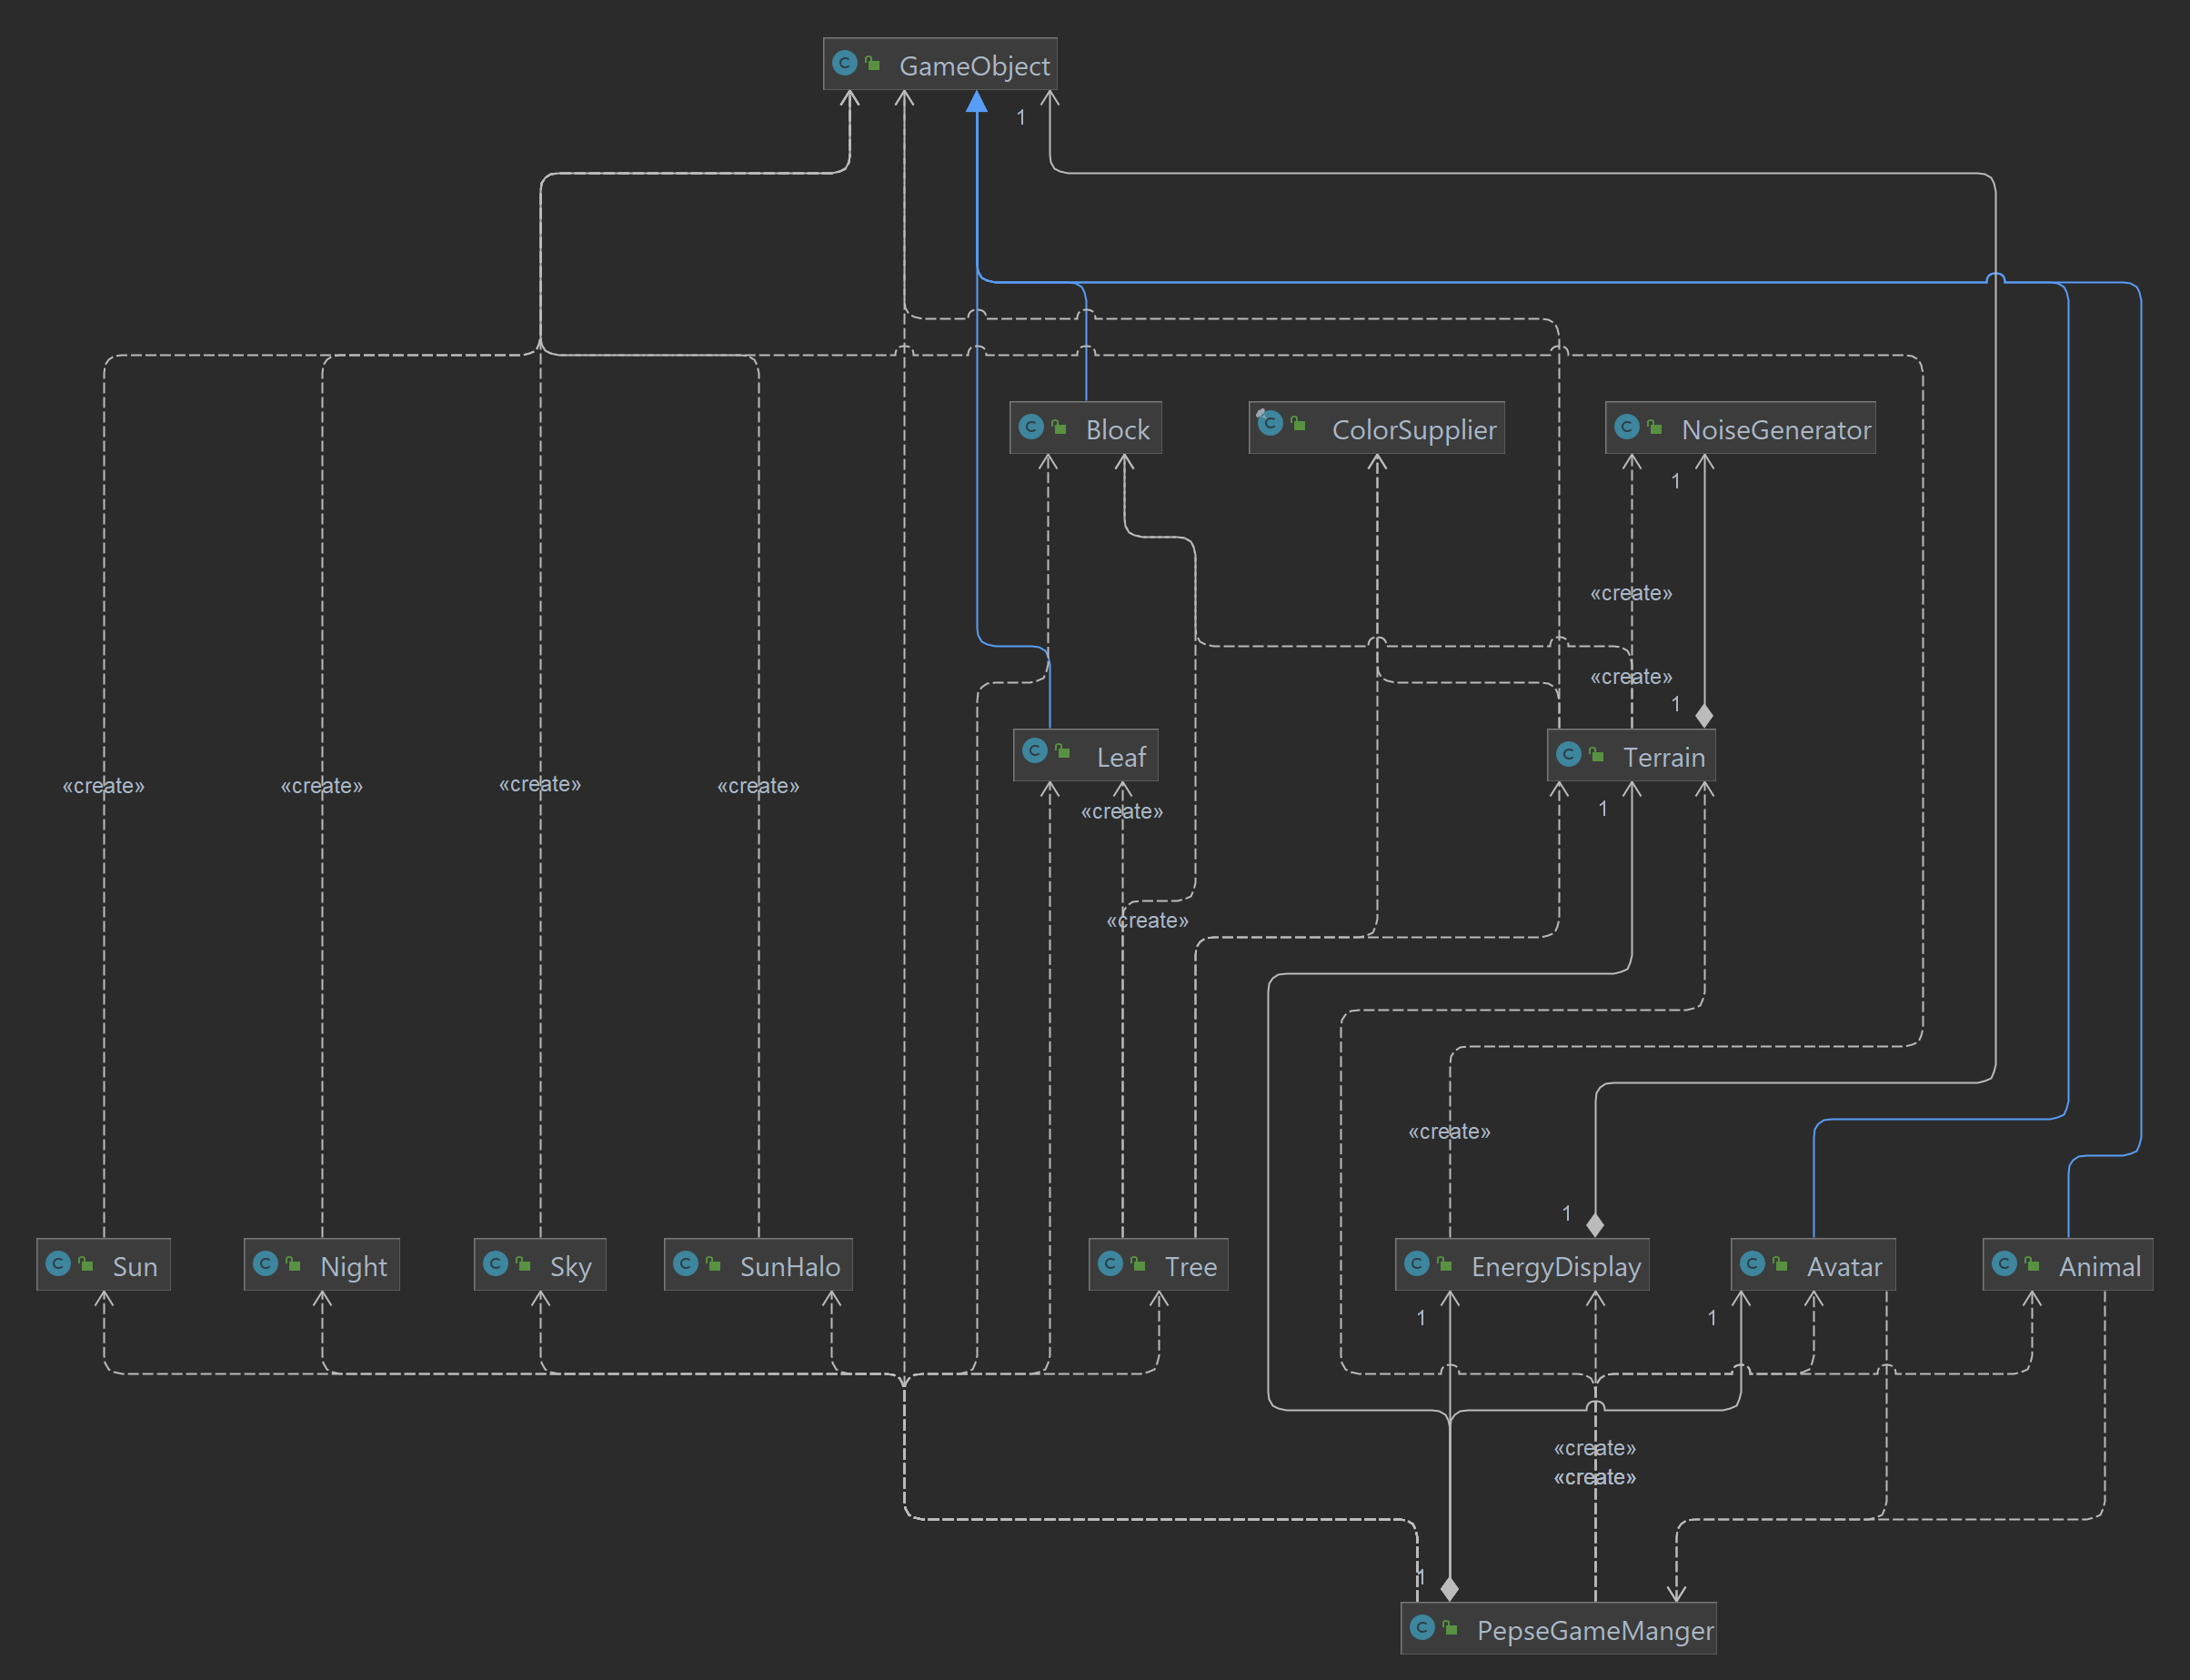 GameObject
1
Block
ColorSupplier
NoiseGenerator
1
«create»
«create»
1
Leaf
Terrain
«create»
«create»
«create»
«create»
«create»
1
«create»
«create»
1
Sun
Night
Sky
SunHalo
Tree
EnergyDisplay
Avatar
Animal
1
1
«create»
«create»
1
PepseGameManger